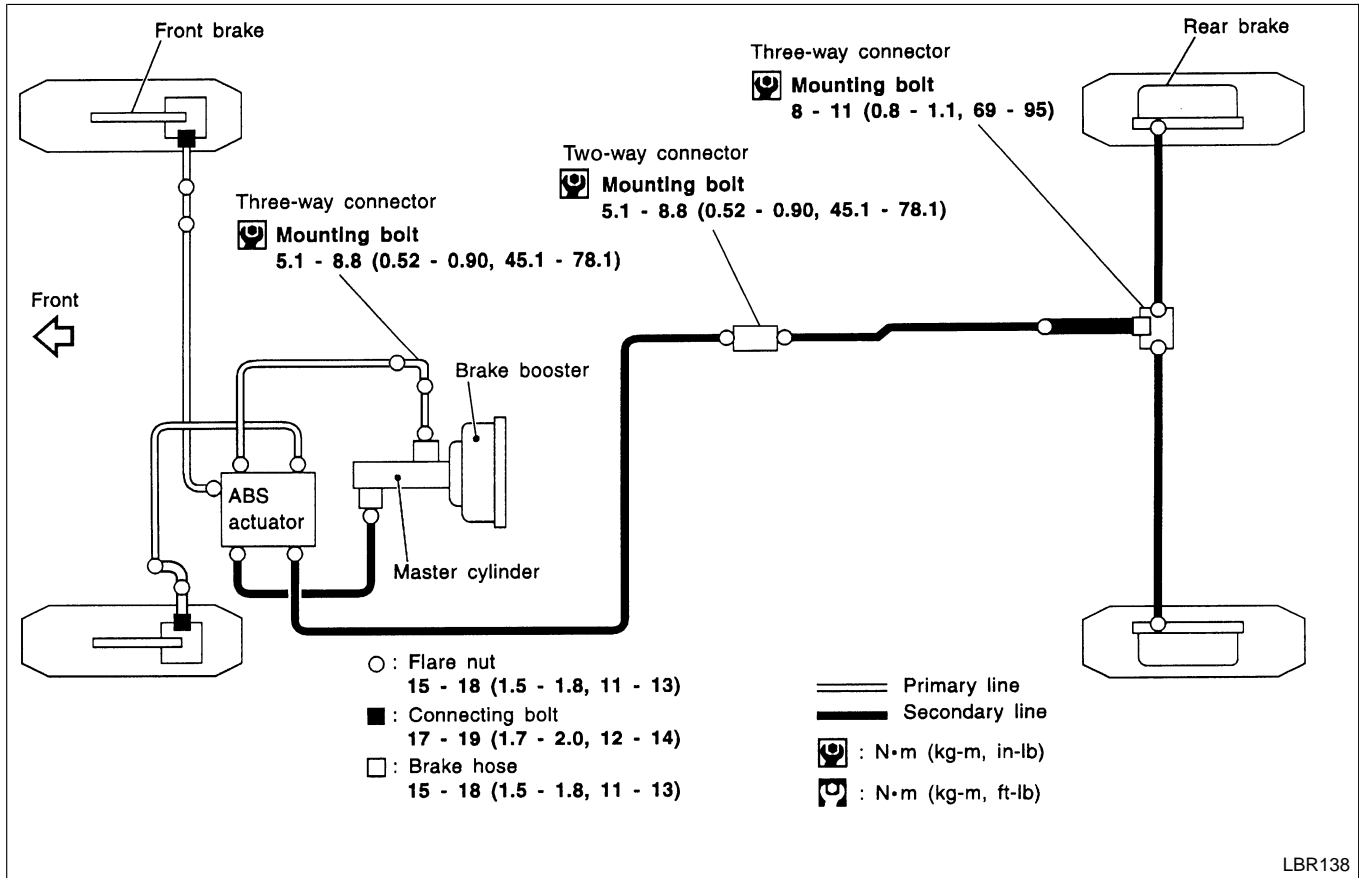 Front brake
Rear brake
Three-way connector
Mounting bolt
8 - 11 (0.8 - 1.1, 69 - 95)
Two-way connector
Mounting bolt
5.1 - 8.8 (0.52 - 0.90, 45.1 - 78.1)
Three-way connector
Mounting bolt
5.1 - 8.8 (0.52 - 0.90, 45.1 - 78.1)
Front
Brake booster
ABS
actuator
Master cylinder
: Flare nut
15 - 18 (1.5 - 1.8, 11 - 13)
: Connecting bolt
17 - 19 (1.7 - 2.0, 12 - 14)
: Brake hose
15 - 18 (1.5 - 1.8, 11 - 13)
Primary line
Secondary line
: N•m (kg-m, in-lb)
: N•m (kg-m, ft-lb)
LBR138